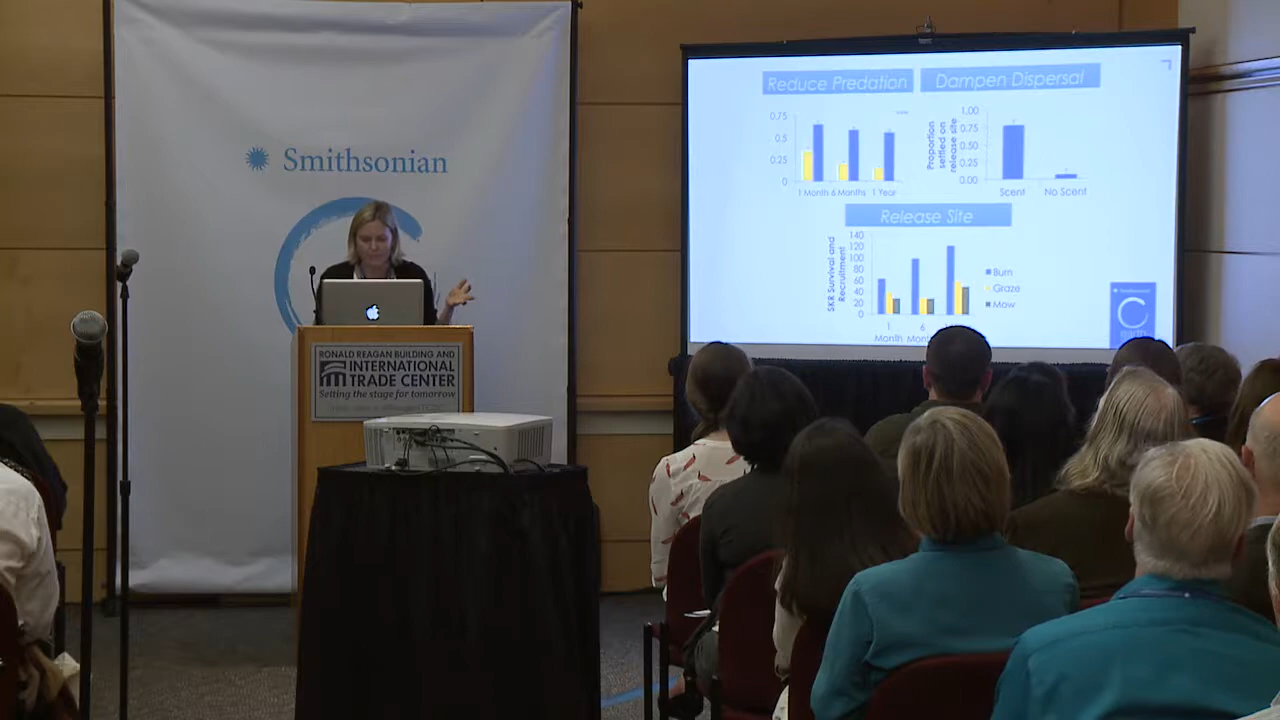 Smithsonian
RONALD REAGAN BUILDING AND
INTERNATIONAL
TRADE CENTER
Setting the stage for tomorrow
Reduce Predation
0.75
0.5
0.25
0
1 Month 6 Months 1 Year
Dampen Dispersal
Proportion
settled on
release site
1.00
0.75
0.50
0.25
0.00
Scent No Scent
Release Site
SKR Survival and
Recruitment
140
120
100
80
60
40
20
0
1 6
Month
Burn
Graze
Mow
Smithsonian